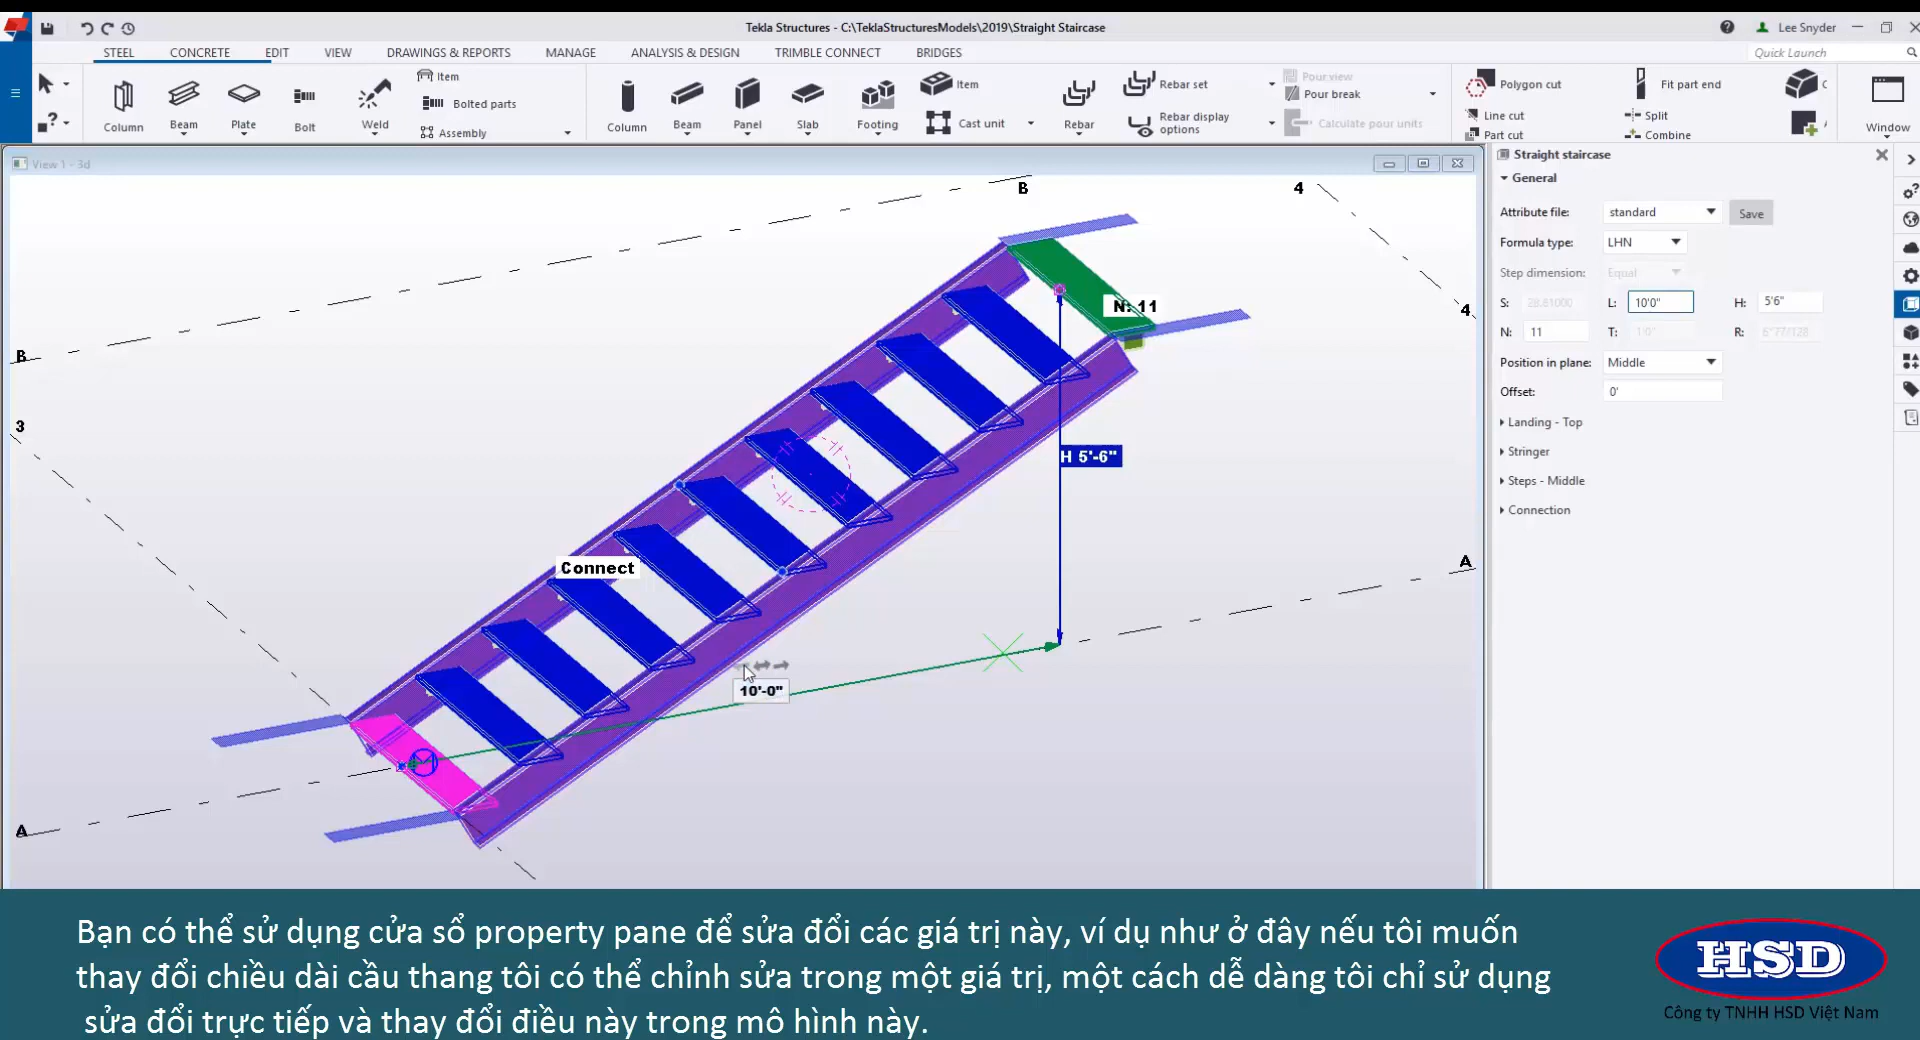 Tekla Structures - C:\TeklaStructuresModels\2019\Straight Staircase
Lee Snyder
STEEL CONCRETE EDIT VIEW DRAWINGS & REPORTS MANAGE ANALYSIS & DESIGN TRIMBLE CONNECT BRIDGES
Quick Launch
Column Beam Plate Bolt Weld
Item
Bolted parts
Assembly
Column Beam Panel Slab Footing
Item
Cast unit
Rebar
Rebar set
Rebar display
options
Pour view
Pour break
Calculate pour units
Polygon cut
Line cut
Part cut
Fit part end
Split
Combine
Window
View 1 - 3d
B
4
B
4
3
A
A
N: 11
H 5'-6"
Connect
10'-0"
Straight staircase
General
Attribute file: standard Save
Formula type: LHN
Step dimension: Equal
S: 28.81000 L: 10'0" H: 5'6"
N: 11 T: 1'0" R: 6"77/128
Position in plane: Middle
Offset: 0'
Landing - Top
Stringer
Steps - Middle
Connection
Bạn có thể sử dụng cửa sổ property pane để sửa đổi các giá trị này, ví dụ như ở đây nếu tôi muốn
thay đổi chiều dài cầu thang tôi có thể chỉnh sửa trong một giá trị, một cách dễ dàng tôi chỉ sử dụng
sửa đổi trực tiếp và thay đổi điều này trong mô hình này.
HSD
Công ty TNHH HSD Việt Nam